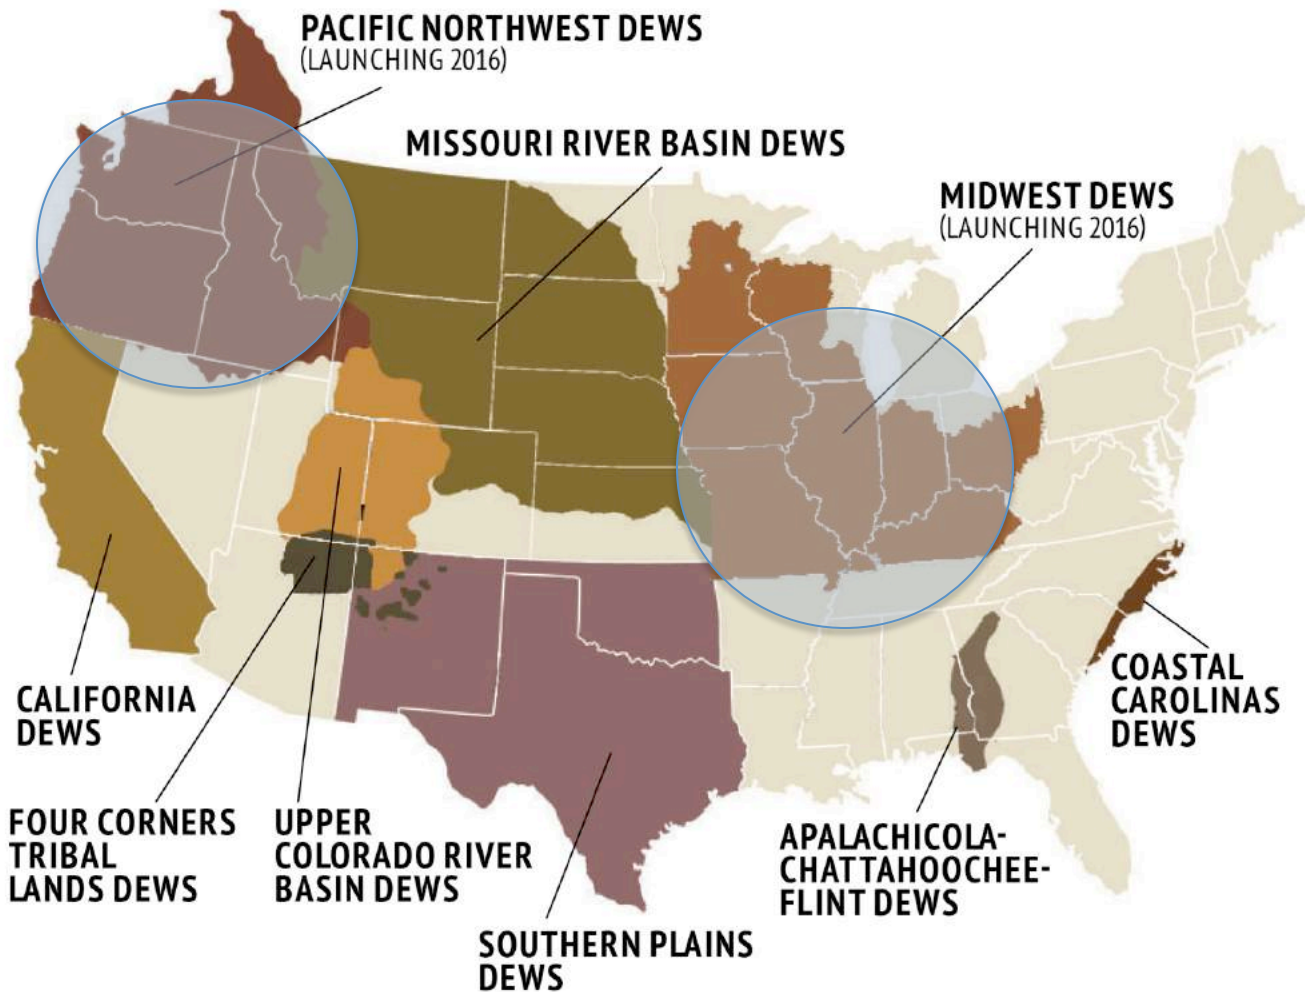 PACIFIC NORTHWEST DEWS
(LAUNCHING 2016)
MISSOURI RIVER BASIN DEWS
MIDWEST DEWS
(LAUNCHING 2016)
CALIFORNIA
DEWS
FOUR CORNERS
TRIBAL
LANDS DEWS
UPPER
COLORADO RIVER
BASIN DEWS
SOUTHERN PLAINS
DEWS
APALACHICOLA-
CHATTAHOOCHEE-
FLINT DEWS
COASTAL
CAROLINAS
DEWS